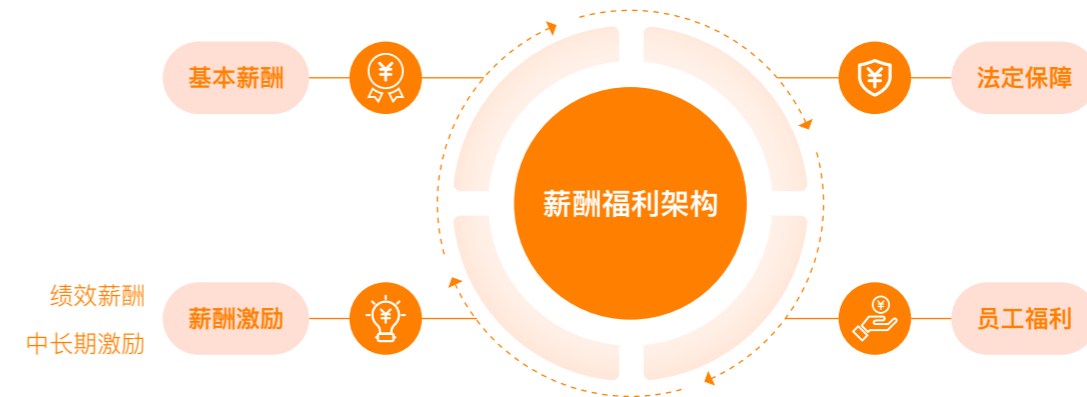 基本薪酬
法定保障
薪酬福利架构
绩效薪酬
中长期激励
薪酬激励
员工福利